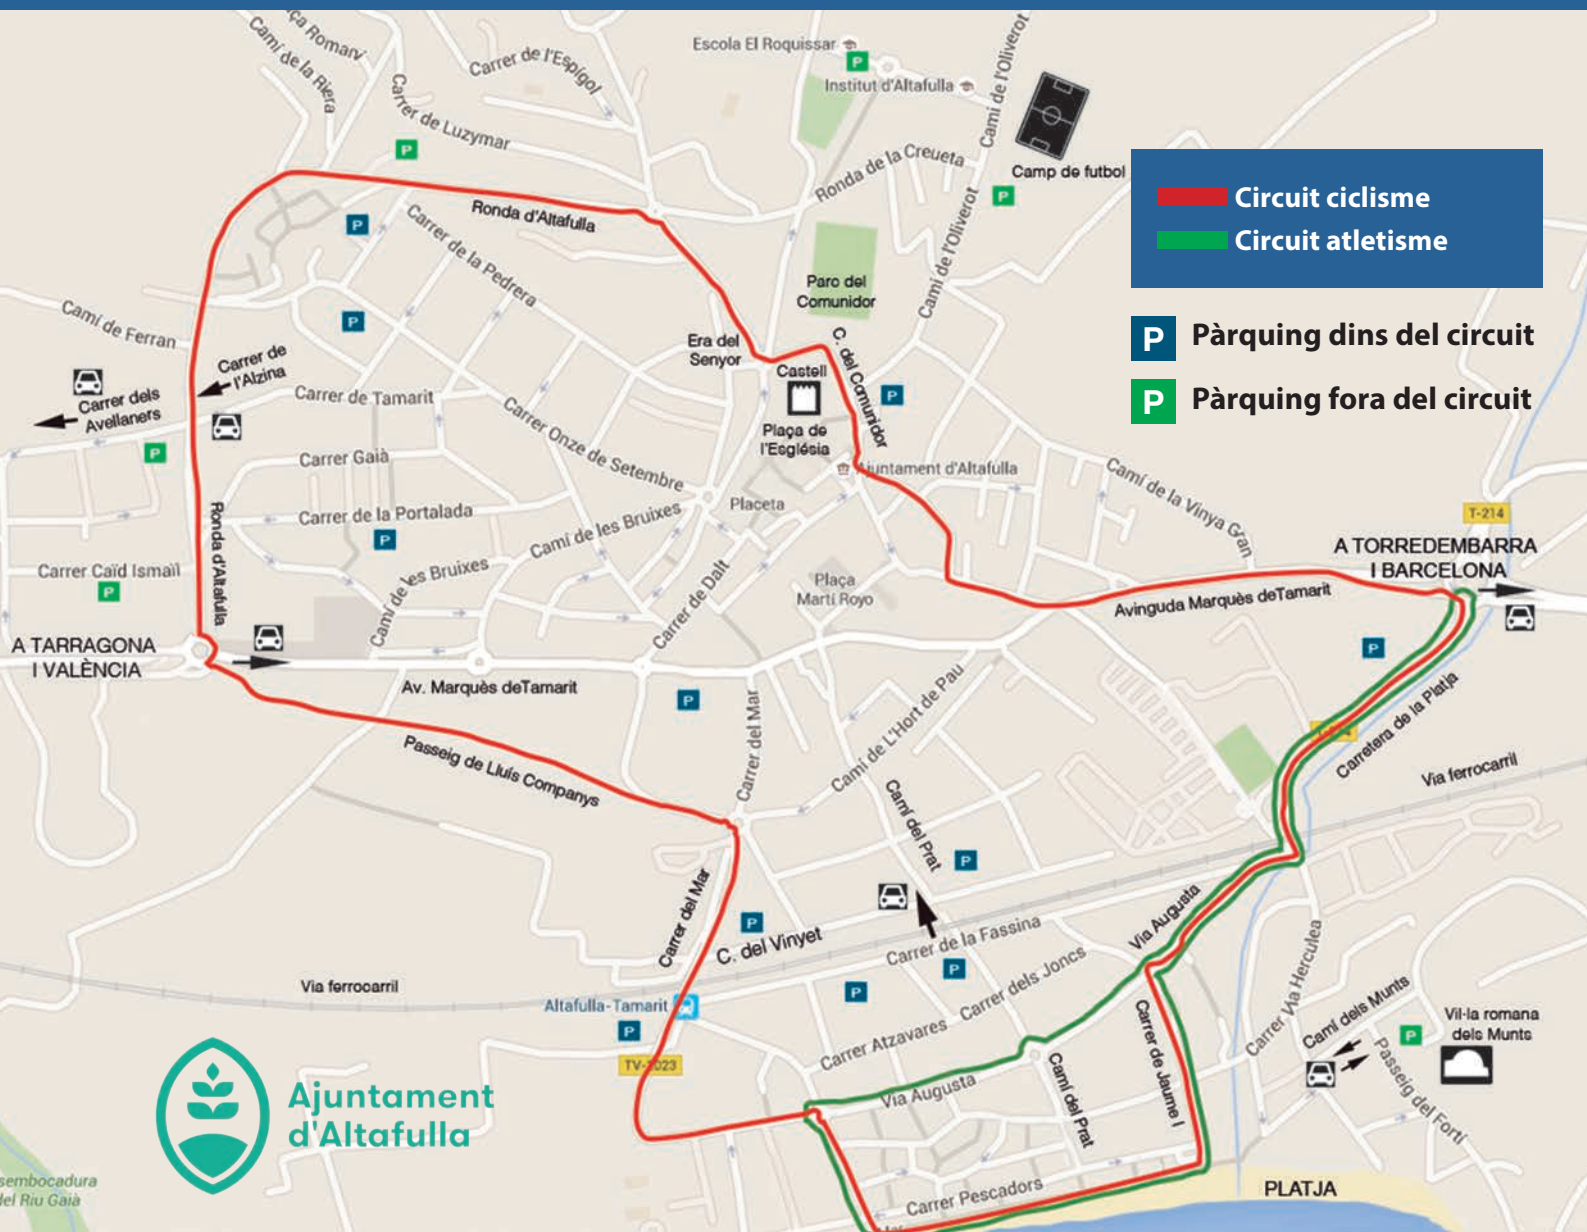 ça Romaní
Camí de la Riera
Carrer de l'Espígol
Carrer de Luzymar
Escola El Roquissar
P
Institut d'Altafulla
Camí de l'Oliverot
Camp de futbol
P
P
Ronda de la Creueta
Circuit ciclisme
Circuit atletisme
P Pàrquing dins del circuit
P Pàrquing fora del circuit
P
Ronda d'Altafulla
Carrer de la Pedrera
Camí de l'Oliverot
Parc del
Comunidor
Camí de Ferran
P
Carrer de
l'Alzina
Era del
Senyor
C. del Comunidor
Castell
P
Carrer dels
Avellaners
Carrer de Tamarit
Carrer Onze de Setembre
Plaça de
l'Església
P
Carrer Gaià
Ajuntament d'Altafulla
Camí de la Vinya Gran
Ronda d'Altafulla
Carrer de la Portalada
P
Camí de les Bruixes
Placeta
T-214
A TORREDEMBARRA
I BARCELONA
Carrer Caïd Ismaïl
P
Camí de les Bruixes
Carrer de Dalt
Plaça
Martí Royo
Avinguda Marquès deTamarit
A TARRAGONA
I VALÈNCIA
Av. Marquès deTamarit
P
P
Carrer del Mar
Camí de L'Hort de Pau
Carretera de la Platja
Passeig de Lluís Companys
Via ferrocarril
Camí del Prat
P
Carrer del Mar
P
C. del Vinyet
Carrer de la Fassina
Via Augusta
Via ferrocarril
Altafulla-Tamarit
P
P
P
Carrer dels Joncs
Carrer Atzavares
Carrer Via Herculea
Camí dels Munts
Vil·la romana
dels Munts
P
Passeig del Fortí
Carrer de Jaume I
Camí del Prat
Via Augusta
Ajuntament
d'Altafulla
Carrer Pescadors
PLATJA
del Riu Gaià